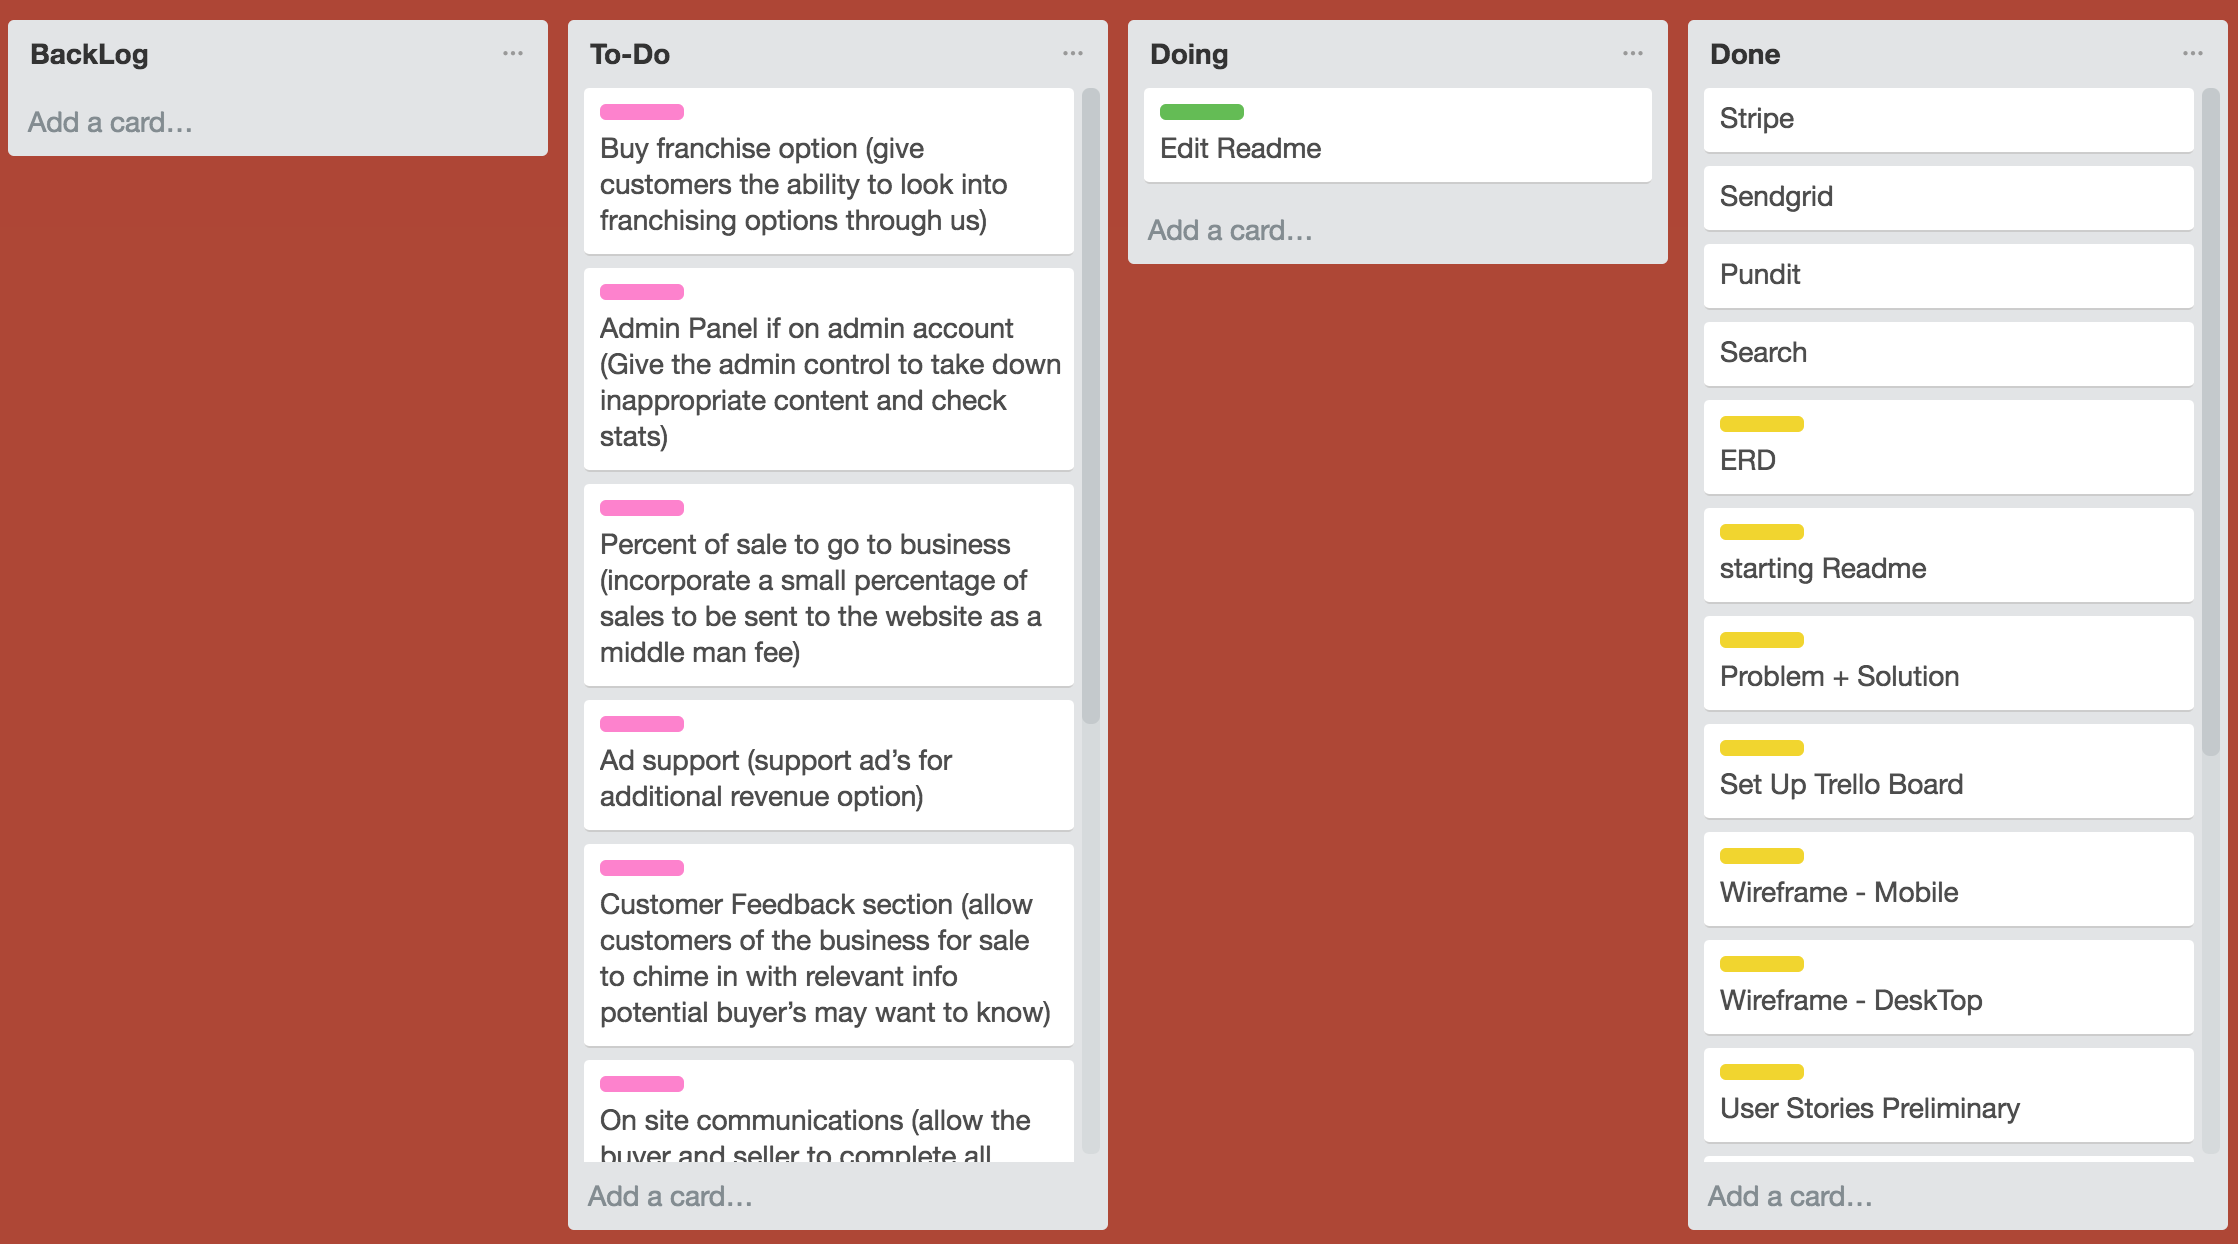 BackLog
Add a card…
To-Do
Buy franchise option (give
customers the ability to look into
franchising options through us)
Admin Panel if on admin account
(Give the admin control to take down
inappropriate content and check
stats)
Percent of sale to go to business
(incorporate a small percentage of
sales to be sent to the website as a
middle man fee)
Ad support (support ad’s for
additional revenue option)
Customer Feedback section (allow
customers of the business for sale
to chime in with relevant info
potential buyer’s may want to know)
On site communications (allow the
buyer and seller to complete all
Add a card…
Doing
Edit Readme
Add a card…
Done
Stripe
Sendgrid
Pundit
Search
ERD
starting Readme
Problem + Solution
Set Up Trello Board
Wireframe - Mobile
Wireframe - DeskTop
User Stories Preliminary
Add a card…